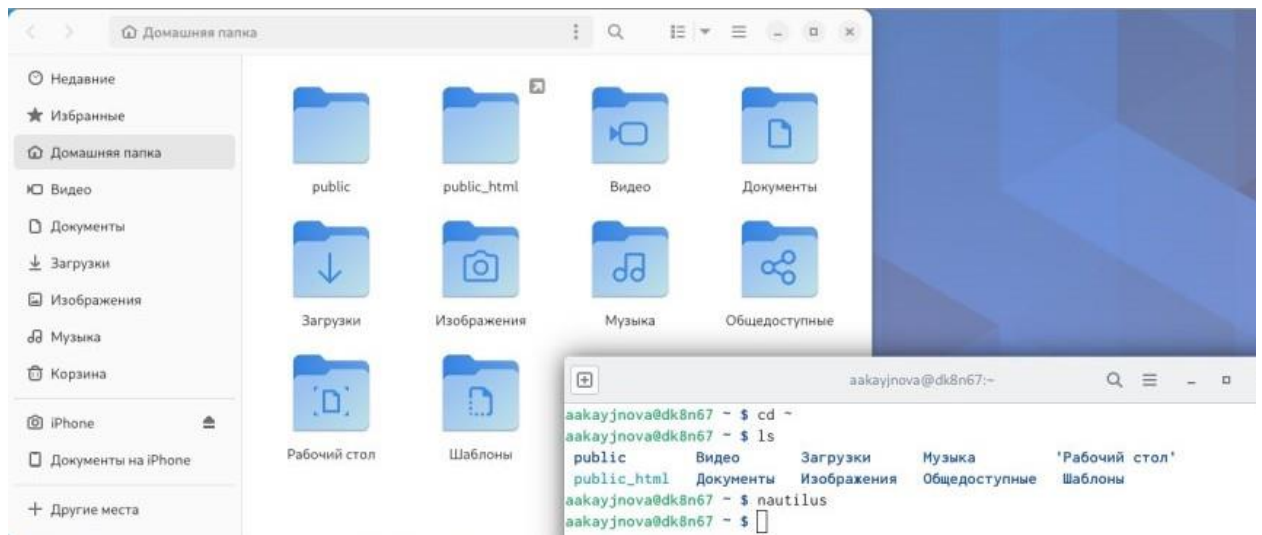 Домашняя папка
Недавние
Избранные
Домашняя папка
Видео
Документы
Загрузки
Изображения
Музыка
Корзина
iPhone
Документы на iPhone
Другие места
public public_html Видео Документы
Загрузки Изображения Музыка Общедоступные
Рабочий стол Шаблоны
aakayjnova@dk8n67:~
aakayjnova@dk8n67 ~ $ cd ~
aakayjnova@dk8n67 ~ $ ls
public Видео Загрузки Музыка 'Рабочий стол'
public_html Документы Изображения Общедоступные Шаблоны
aakayjnova@dk8n67 ~ $ nautilus
aakayjnova@dk8n67 ~ $